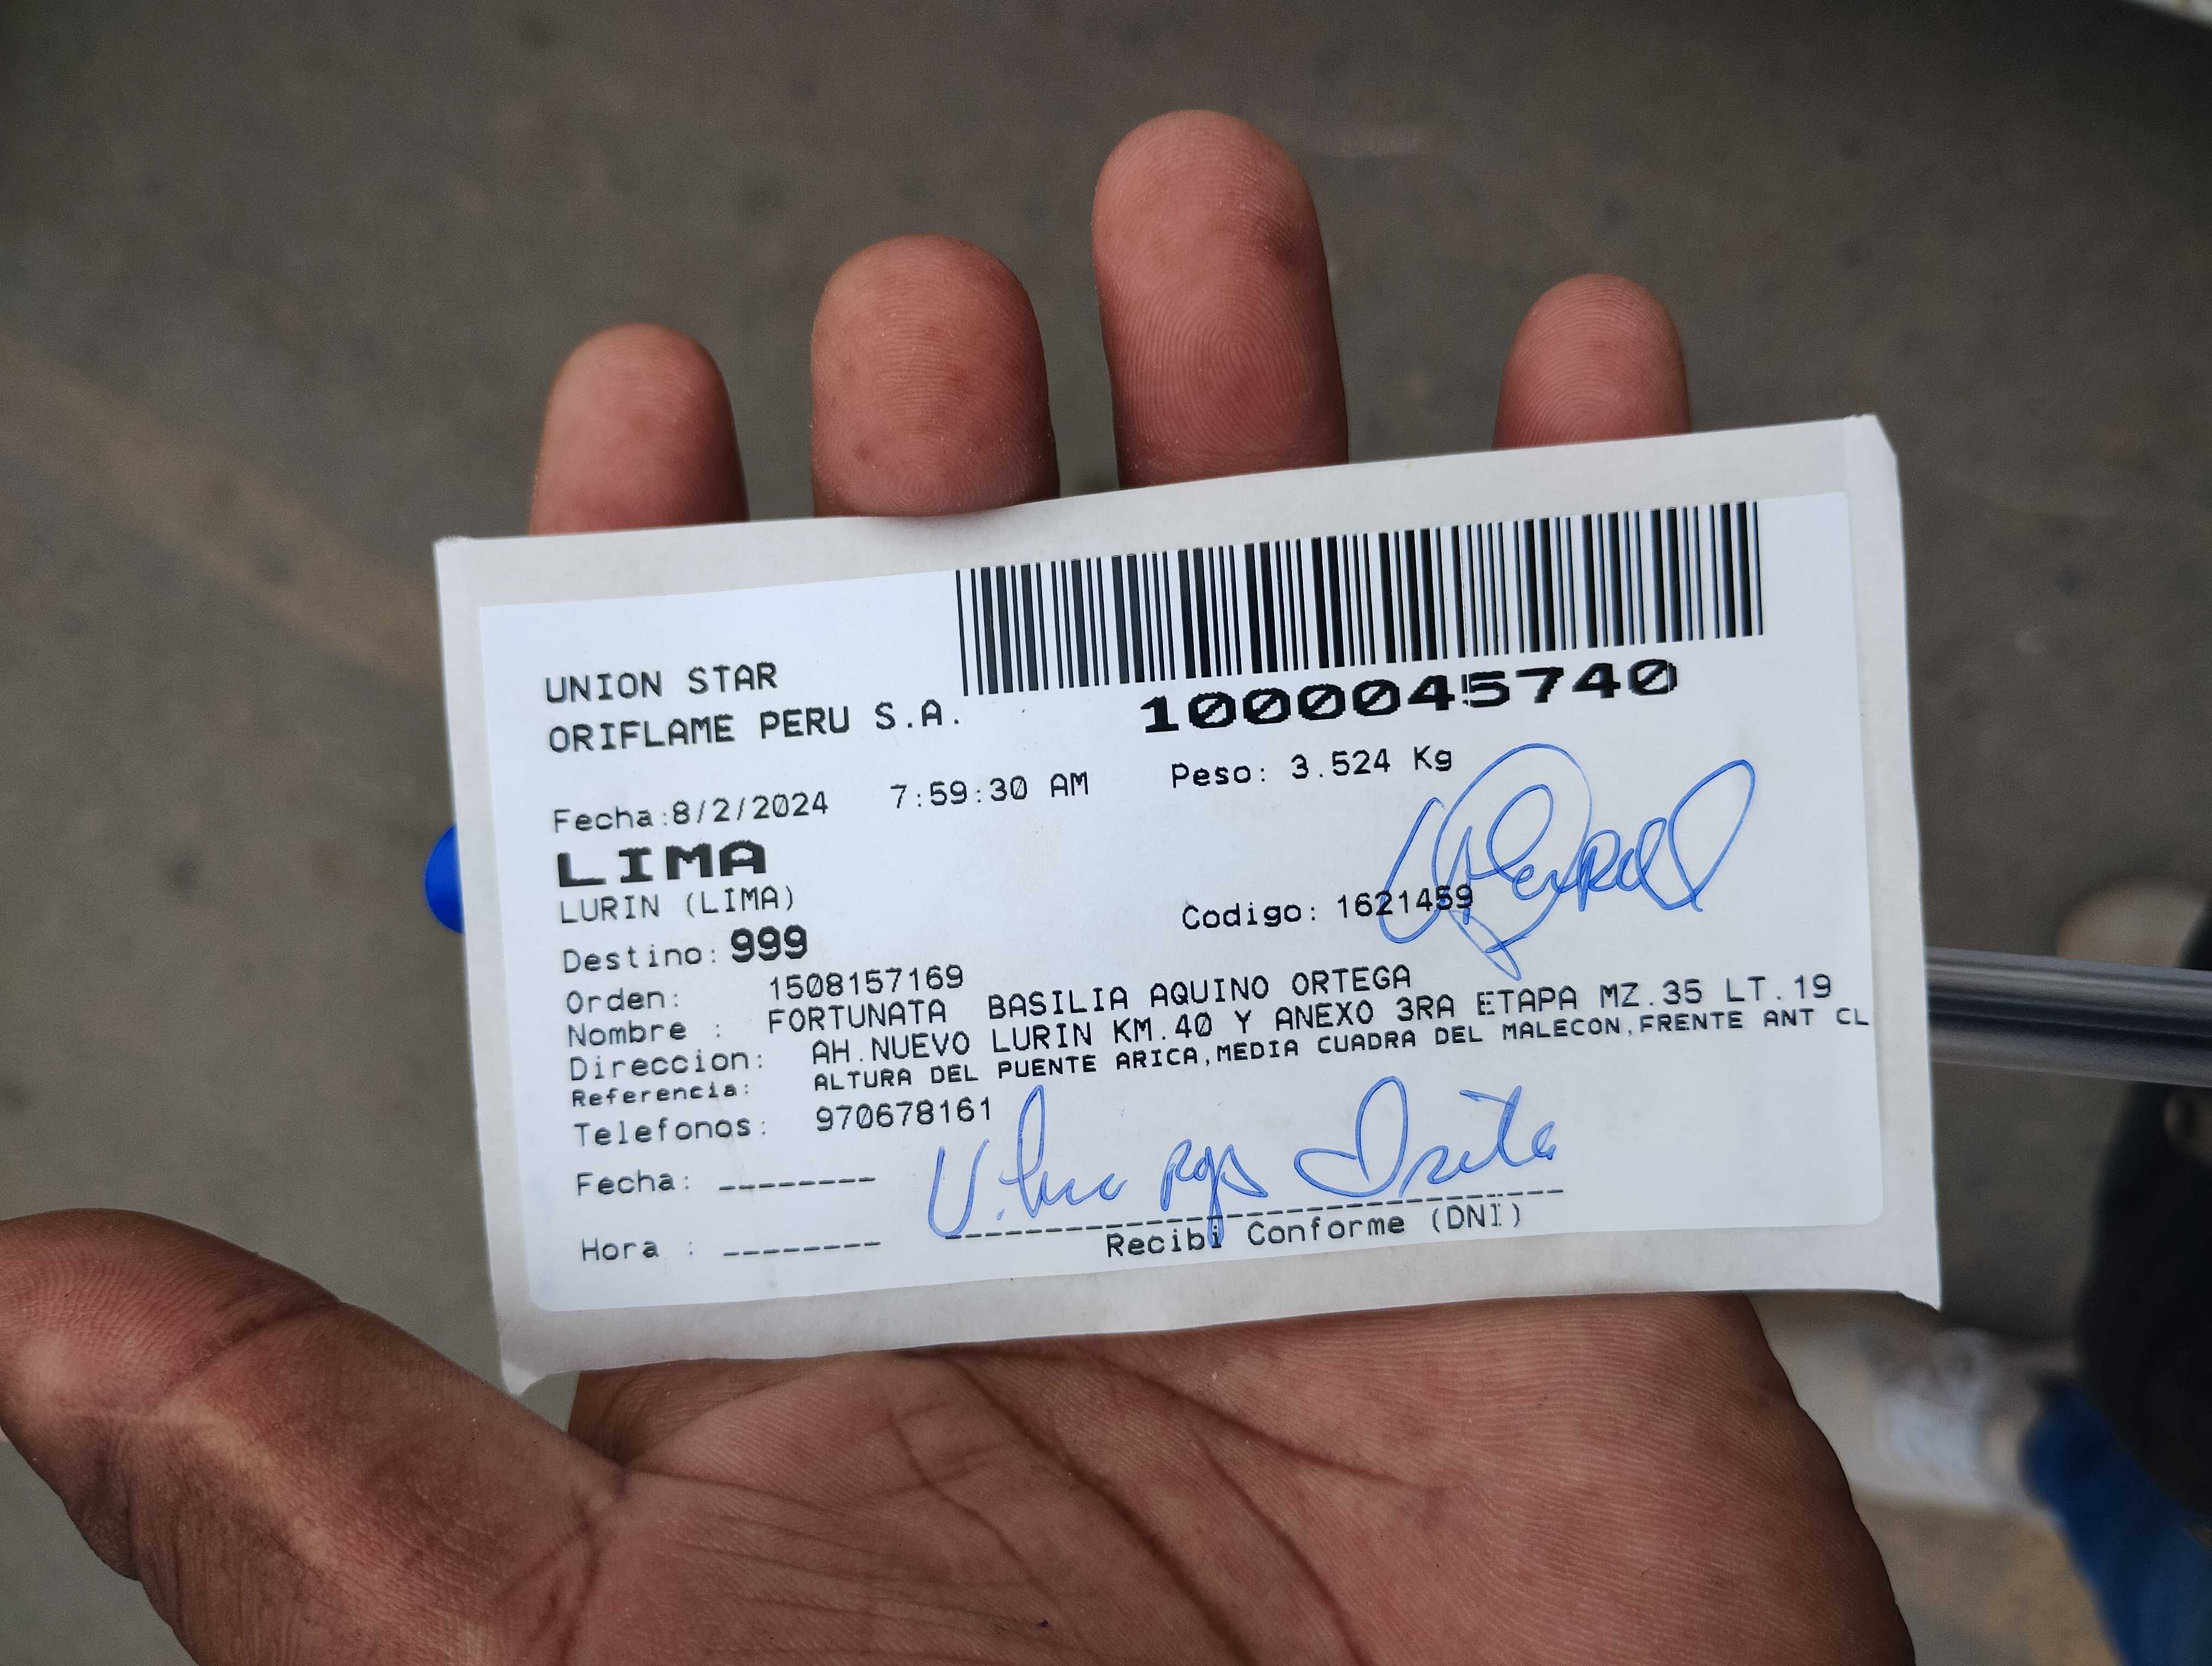 UNION STAR
ORIFLAME PERU S.A.
1000045740
Fecha:8/2/2024 7:59:30 AM Peso: 3.524 Kg
LIMA
LURIN (LIMA)
Codigo: 1621459
Destino: 999
Orden: 1508157169
Nombre : FORTUNATA BASILIA AQUINO ORTEGA
Direccion: AH.NUEVO LURIN KM.40 Y ANEXO 3RA ETAPA MZ.35 LT.19
Referencia: ALTURA DEL PUENTE ARICA,MEDIA CUADRA DEL MALECON,FRENTE ANT CL
Telefonos: 970678161
Fecha: --------
Hora : --------
Recibi Conforme (DNI)